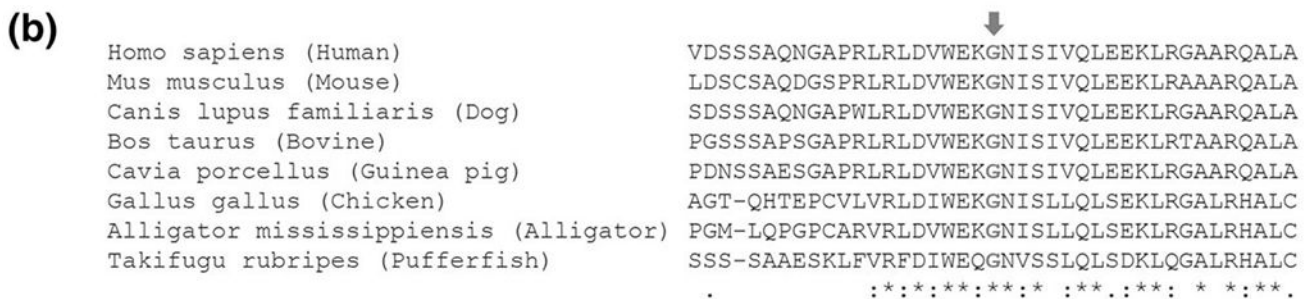 (b)
Homo sapiens (Human) VDSSSAQNGAPRLRLDVWEKGNISIVQLEEKLRGAARQALA
Mus musculus (Mouse) LDSCSAQDGSPRLRLDVWEKGNISIVQLEEKLRAAARQALA
Canis lupus familiaris (Dog) SDSSSAQNGAPWLRLDVWEKGNISIVQLEEKLRGAARQALA
Bos taurus (Bovine) PGSSSAPSGAPRLRLDVWEKGNISIVQLEEKLRTAARQALA
Cavia porcellus (Guinea pig) PDNSSAESGAPRLRLDVWEKGNISIVQLEEKLRGAARQALA
Gallus gallus (Chicken) AGT-QHTEPCVLVRLDIWEKGNISLLQLSEKLRGALRHALC
Alligator mississippiensis (Alligator) PGM-LQPGPCARVRLDVWEKGNISLLQLSEKLRGALRHALC
Takifugu rubripes (Pufferfish) SSS-SAAESKLFVRFDIWEQGNVSSLQLSDKLQGALRHALC
. :*:*:**:**:* ***.:**: * *:**.